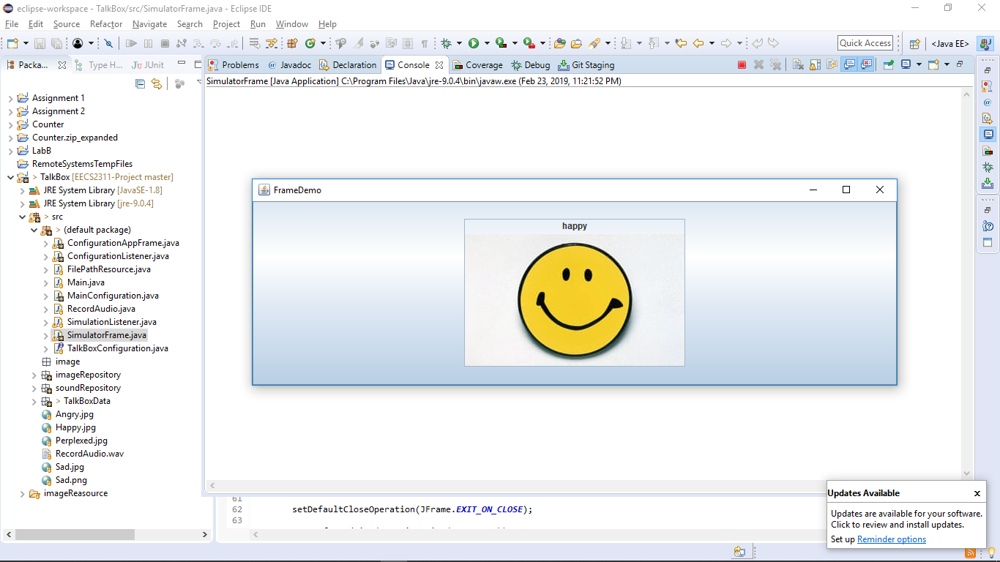 eclipse-workspace - TalkBox/src/SimulatorFrame.java - Eclipse IDE
File Edit Source Refactor Navigate Search Project Run Window Help
Quick Access
<Java EE>
Packa... Type H... JUnit
Problems Javadoc Declaration Console Coverage Debug Git Staging
SimulatorFrame [Java Application] C:\Program Files\Java\jre-9.0.4\bin\javaw.exe (Feb 23, 2019, 11:21:52 PM)
Assignment 1
Assignment 2
Counter
Counter.zip_expanded
LabB
RemoteSystemsTempFiles
> TalkBox [EECS2311-Project master]
JRE System Library [JavaSE-1.8]
JRE System Library [jre-9.0.4]
> src
> (default package)
ConfigurationAppFrame.java
ConfigurationListener.java
FilePathResource.java
Main.java
MainConfiguration.java
RecordAudio.java
SimulationListener.java
SimulatorFrame.java
TalkBoxConfiguration.java
image
imageRepository
soundRepository
> TalkBoxData
Angry.jpg
Happy.jpg
Perplexed.jpg
RecordAudio.wav
Sad.jpg
Sad.png
imageReasource
FrameDemo
happy
61
62 setDefaultCloseOperation(JFrame.EXIT_ON_CLOSE);
63
Updates Available
Updates are available for your software.
Click to review and install updates.
Set up Reminder options